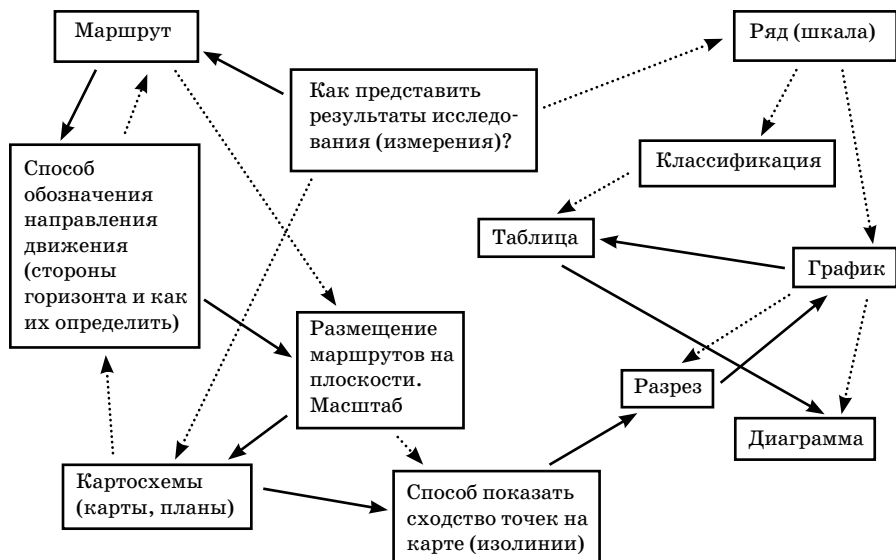 Маршрут
Ряд (шкала)
Как представить
результаты исследо-
вания (измерения)?
Классификация
Способ
обозначения
направления
движения
(стороны
горизонта и как
их определить)
Таблица
График
Размещение
маршрутов на
плоскости.
Масштаб
Разрез
Диаграмма
Картосхемы
(карты, планы)
Способ показать
сходство точек на
карте (изолинии)